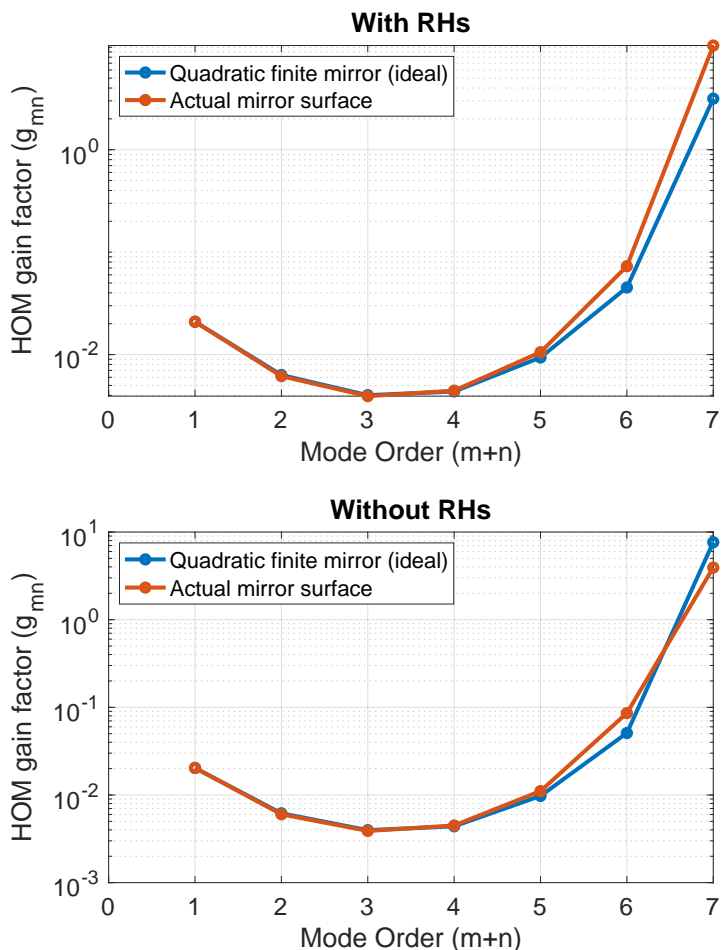 With RHs
Quadratic finite mirror (ideal)
Actual mirror surface
HOM gain factor (g_mn)
10^0
10^-2
0 1 2 3 4 5 6 7
Mode Order (m+n)
Without RHs
Quadratic finite mirror (ideal)
Actual mirror surface
HOM gain factor (g_mn)
10^1
10^0
10^-1
10^-2
10^-3
0 1 2 3 4 5 6 7
Mode Order (m+n)